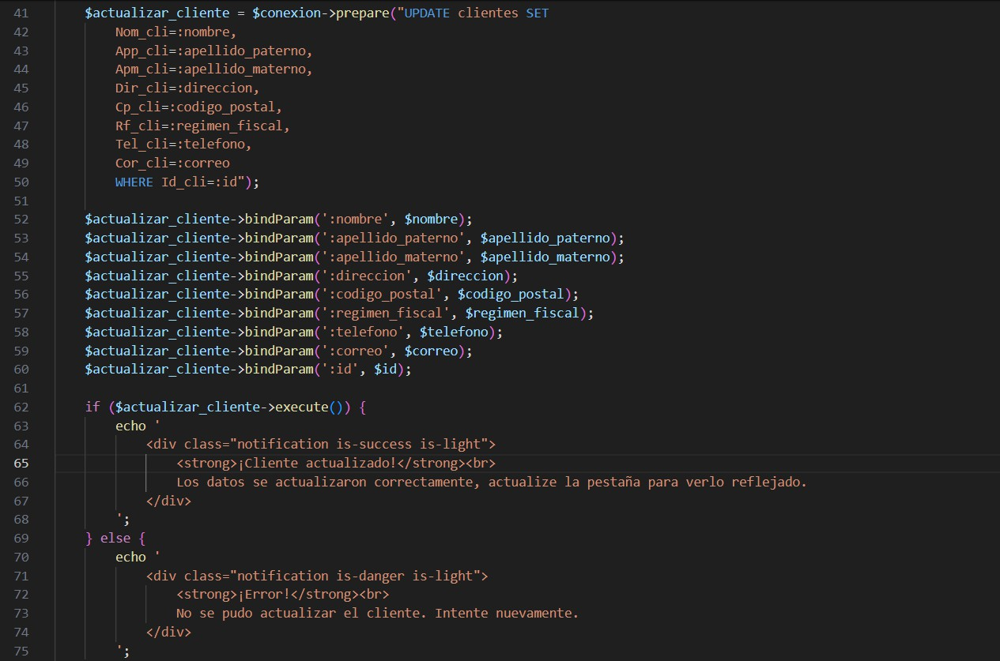 41 $actualizar_cliente = $conexion->prepare("UPDATE clientes SET
42 Nom_cli=:nombre,
43 App_cli=:apellido_paterno,
44 Apm_cli=:apellido_materno,
45 Dir_cli=:direccion,
46 Cp_cli=:codigo_postal,
47 Rf_cli=:regimen_fiscal,
48 Tel_cli=:telefono,
49 Cor_cli=:correo
50 WHERE Id_cli=:id");
51
52 $actualizar_cliente->bindParam(':nombre', $nombre);
53 $actualizar_cliente->bindParam(':apellido_paterno', $apellido_paterno);
54 $actualizar_cliente->bindParam(':apellido_materno', $apellido_materno);
55 $actualizar_cliente->bindParam(':direccion', $direccion);
56 $actualizar_cliente->bindParam(':codigo_postal', $codigo_postal);
57 $actualizar_cliente->bindParam(':regimen_fiscal', $regimen_fiscal);
58 $actualizar_cliente->bindParam(':telefono', $telefono);
59 $actualizar_cliente->bindParam(':correo', $correo);
60 $actualizar_cliente->bindParam(':id', $id);
61
62 if ($actualizar_cliente->execute()) {
63 echo '
64 <div class="notification is-success is-light">
65 <strong>¡Cliente actualizado!</strong><br>
66 Los datos se actualizaron correctamente, actualize la pestaña para verlo reflejado.
67 </div>
68 ';
69 } else {
70 echo '
71 <div class="notification is-danger is-light">
72 <strong>¡Error!</strong><br>
73 No se pudo actualizar el cliente. Intente nuevamente.
74 </div>
75 ';